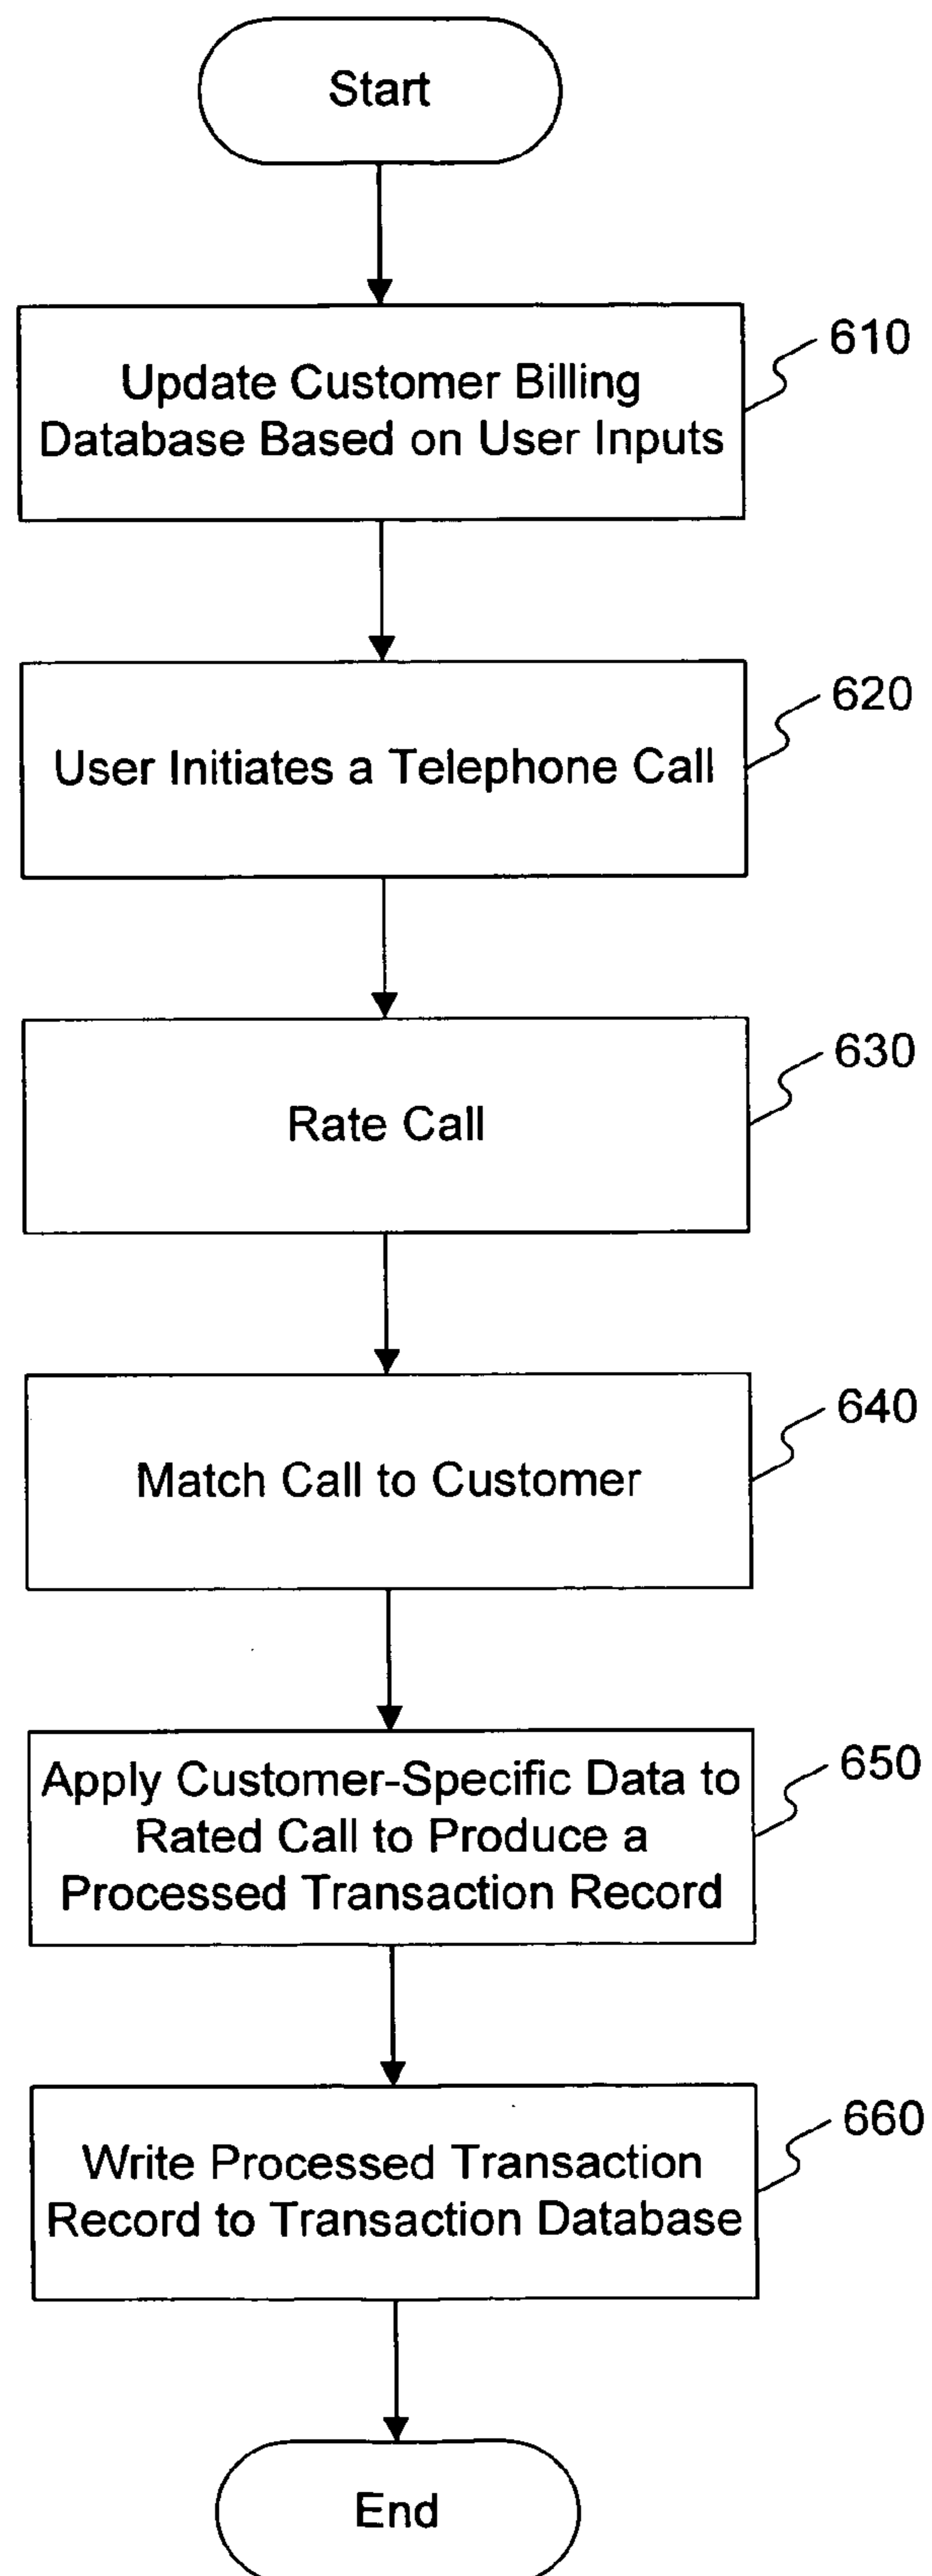 Start
Update Customer Billing
Database Based on User Inputs
610
User Initiates a Telephone Call
620
Rate Call
630
Match Call to Customer
640
Apply Customer-Specific Data to
Rated Call to Produce a
Processed Transaction Record
650
Write Processed Transaction
Record to Transaction Database
660
End